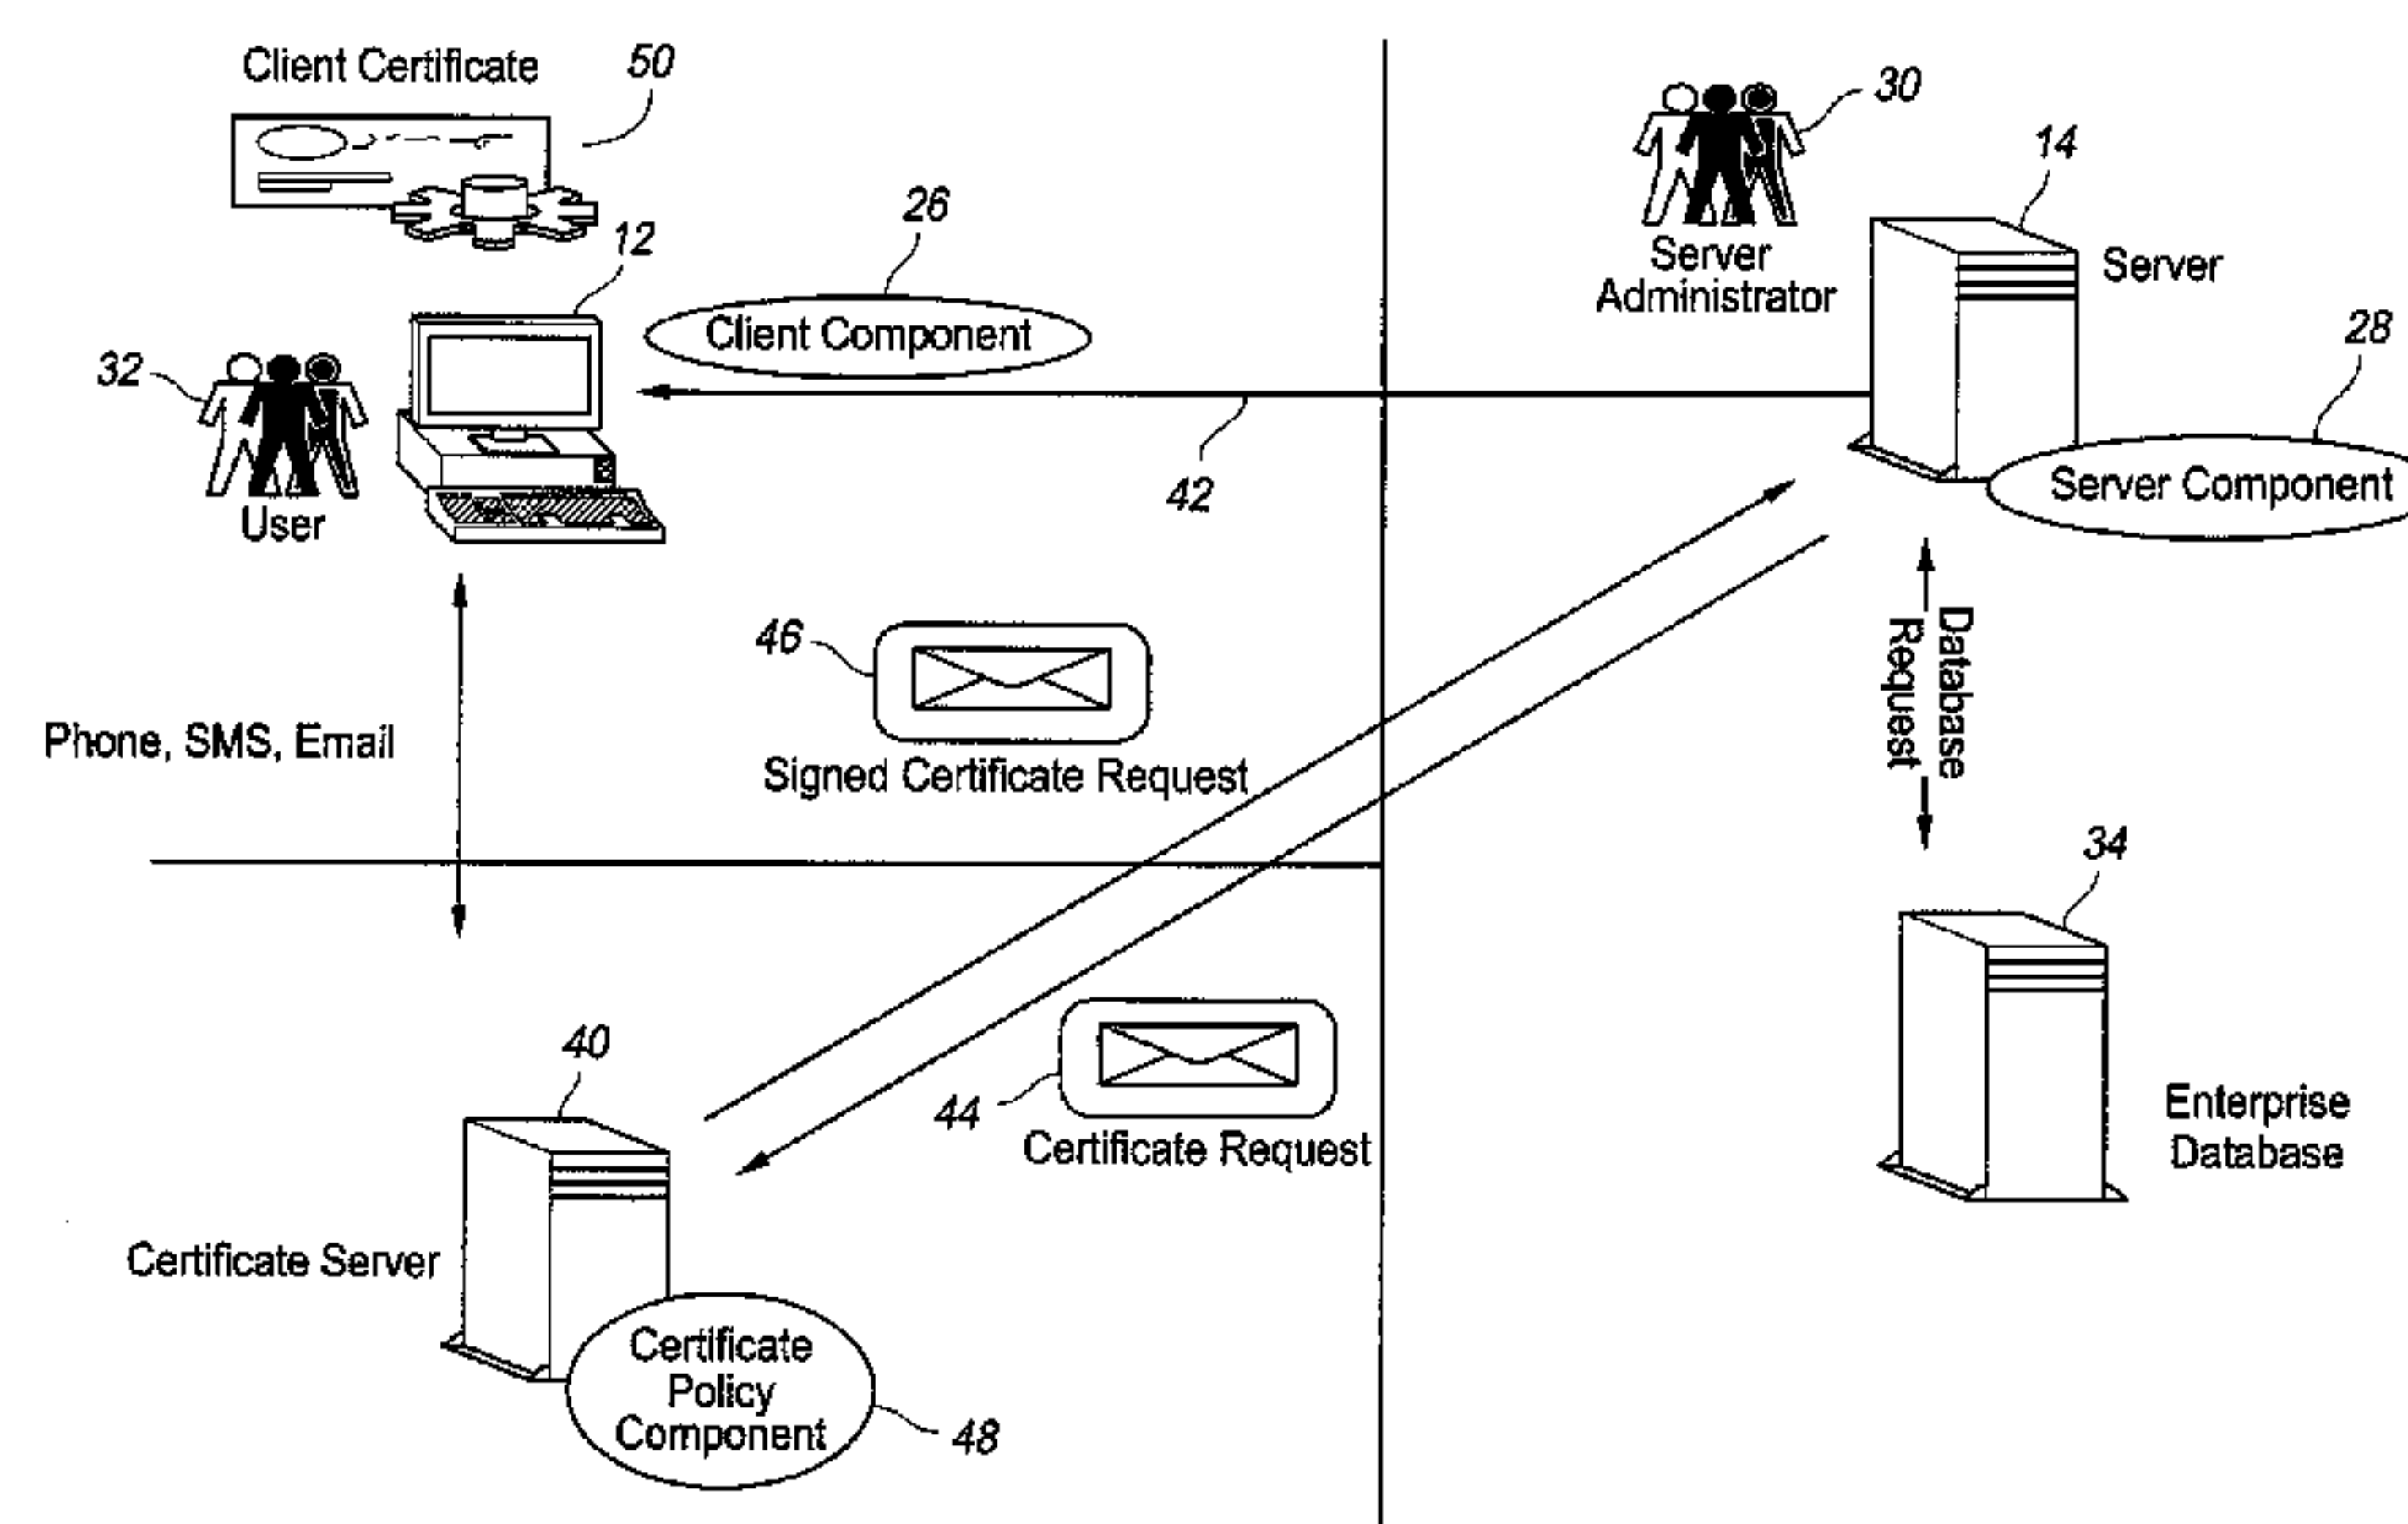 Client Certificate
50
30
14
12
26
Server
Administrator
Server
Client Component
28
32
User
42
Server Component
46
Database
Request
Phone, SMS, Email
Signed Certificate Request
34
40
44
Certificate Request
Enterprise
Database
Certificate Server
Certificate
Policy
Component
48